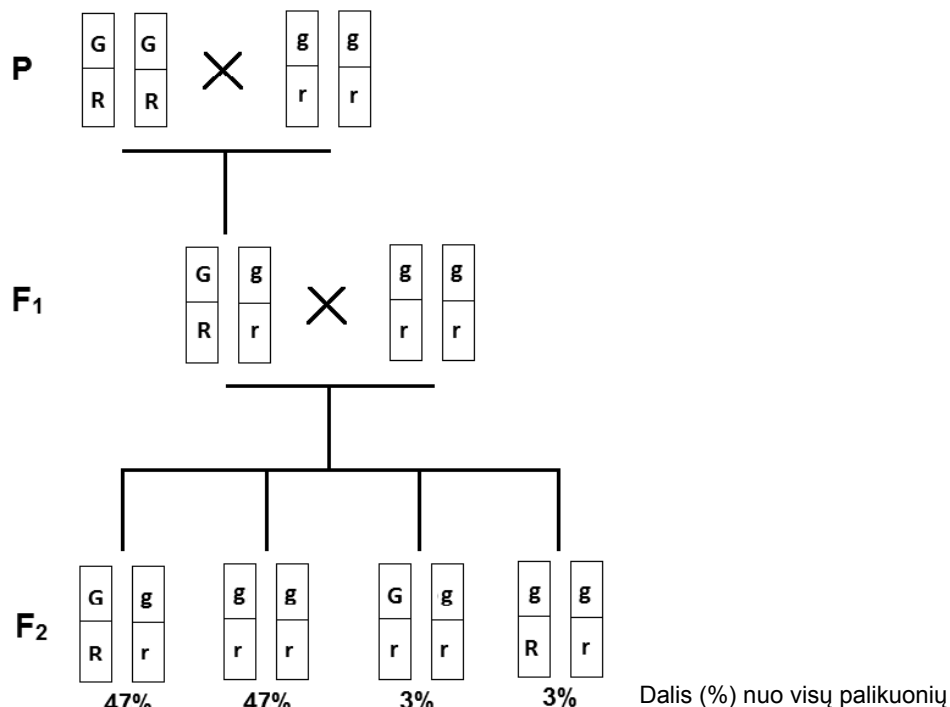 G G g g
P
R R r r
G g g g
F₁
R r r r
G g g g G g g g
F₂
R r r r r r R r
47% 47% 3% 3% Dalis (%) nuo visų palikuonių